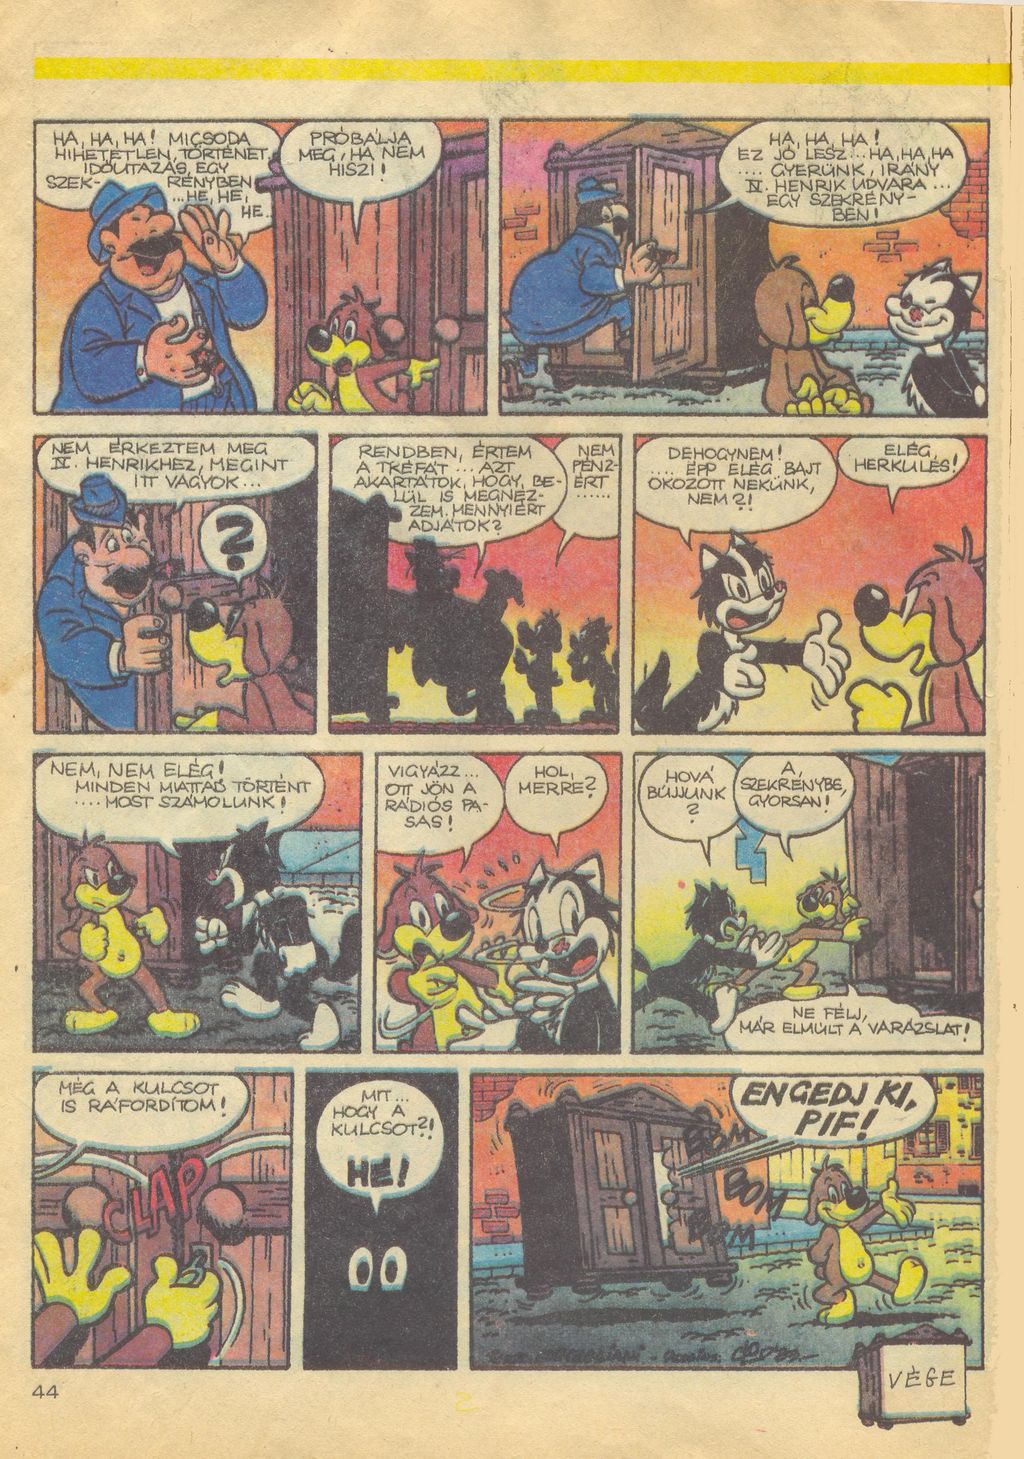 HA, HA, HA! MICSODA
HIHETETLEN, TÖRTÉNET.
IDŐUTAZÁS, EGY
SZEK- RÉNYBEN
...HE, HE,
HE..
PRÓBÁLJA
MEG, HA NEM
HISZI!
HA, HA, HA!
EZ JÓ LESZ... HA, HA, HA
.... GYERÜNK, IRÁNY
IV. HENRIK UDVARA ...
EGY SZEKRÉNY-
BEN!
NEM ÉRKEZTEM MEG
IV. HENRIKHEZ, MEGINT
ITT VAGYOK...
?
RENDBEN, ÉRTEM
A TRÉFÁT ... AZT
AKARTÁTOK, HOGY, BE-
LÜL IS MEGNÉZ-
ZEM. MENNYIÉRT
ADJÁTOK?
NEM
PÉNZ-
ÉRT
......
DEHOGYNEM!
.... ÉPP ELÉG BAJT
OKOZOTT NEKÜNK,
NEM?!
ELÉG,
HERKULES!
NEM, NEM ELÉG!
MINDEN MIATTAD TÖRTÉNT
....MOST SZÁMOLUNK!
VIGYÁZZ...
OTT JÖN A
RÁDIÓS PA-
SAS!
HOL,
MERRE?
HOVÁ
BÚJJUNK
?
A,
SZEKRÉNYBE,
GYORSAN!
NE FÉLJ,
MÁR ELMÚLT A VARÁZSLAT!
MÉG A KULCSOT
IS RÁFORDÍTOM!
CLAP
MIT...
HOGY A
KULCSOT?!
HÉ!
ENGEDJ KI,
PIF!
BOM
BOM
BOM
VÉGE
44